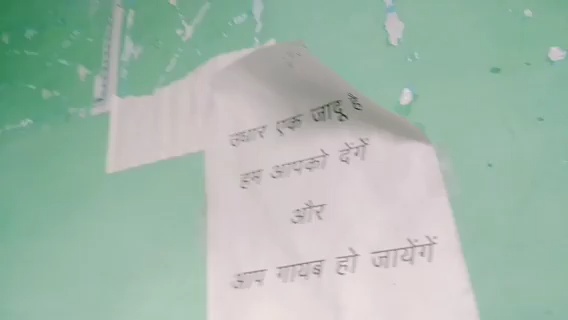 उधार एक जादू है
हम आपको देंगें
और
आप गायब हो जायेंगें